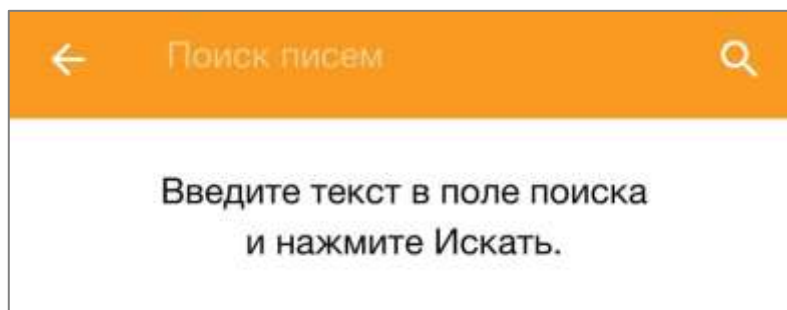 Поиск писем
Введите текст в поле поиска
и нажмите Искать.